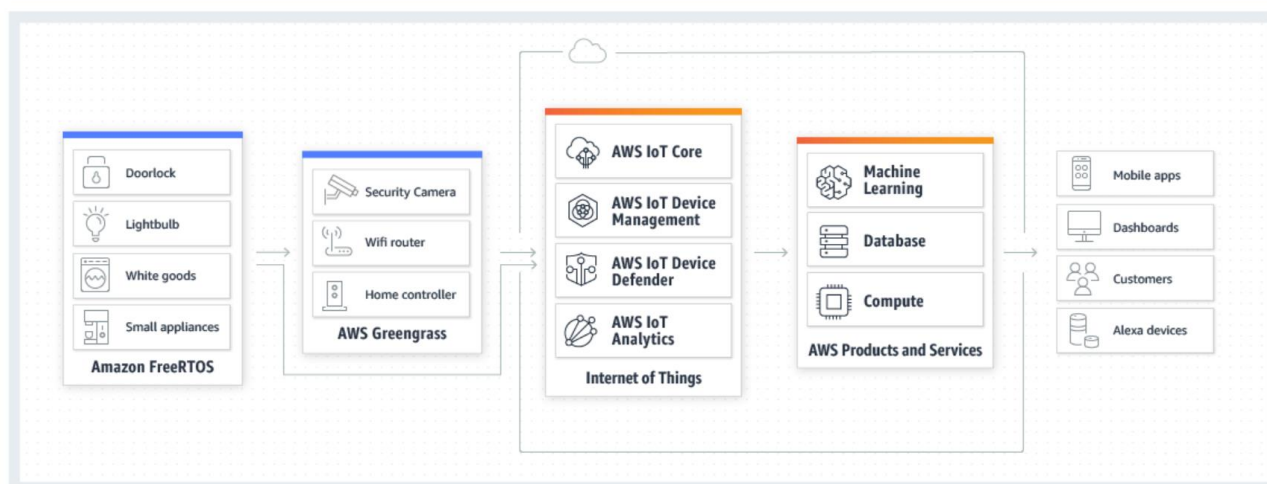 Doorlock
Lightbulb
White goods
Small appliances
Amazon FreeRTOS
Security Camera
Wifi router
Home controller
AWS Greengrass
AWS IoT Core
AWS IoT Device
Management
AWS IoT Device
Defender
AWS IoT
Analytics
Internet of Things
Machine
Learning
Database
Compute
AWS Products and Services
Mobile apps
Dashboards
Customers
Alexa devices